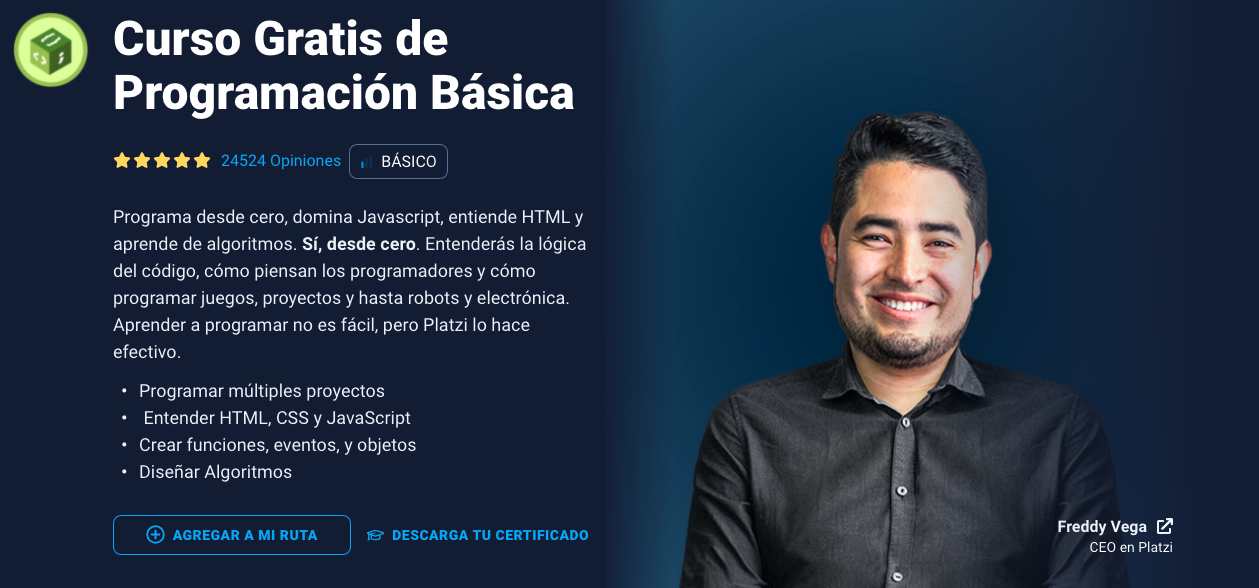 Curso Gratis de
Programación Básica
24524 Opiniones
BÁSICO
Programa desde cero, domina Javascript, entiende HTML y
aprende de algoritmos. Sí, desde cero. Entenderás la lógica
del código, cómo piensan los programadores y cómo
programar juegos, proyectos y hasta robots y electrónica.
Aprender a programar no es fácil, pero Platzi lo hace
efectivo.
• Programar múltiples proyectos
• Entender HTML, CSS y JavaScript
• Crear funciones, eventos, y objetos
• Diseñar Algoritmos
AGREGAR A MI RUTA
DESCARGA TU CERTIFICADO
Freddy Vega
CEO en Platzi